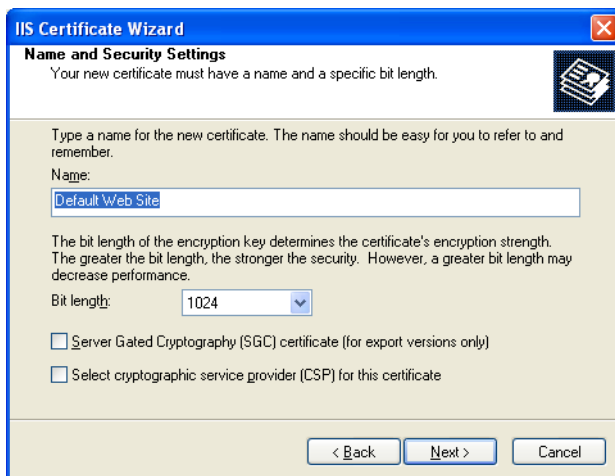 IIS Certificate Wizard
Name and Security Settings
Your new certificate must have a name and a specific bit length.
Type a name for the new certificate. The name should be easy for you to refer to and
remember.
Name:
Default Web Site
The bit length of the encryption key determines the certificate's encryption strength.
The greater the bit length, the stronger the security. However, a greater bit length may
decrease performance.
Bit length:
1024
Server Gated Cryptography (SGC) certificate (for export versions only)
Select cryptographic service provider (CSP) for this certificate
< Back
Next >
Cancel